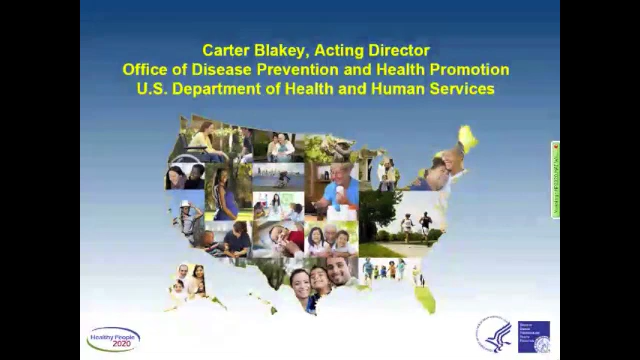 Carter Blakey, Acting Director
Office of Disease Prevention and Health Promotion
U.S. Department of Health and Human Services
Healthy People
2020